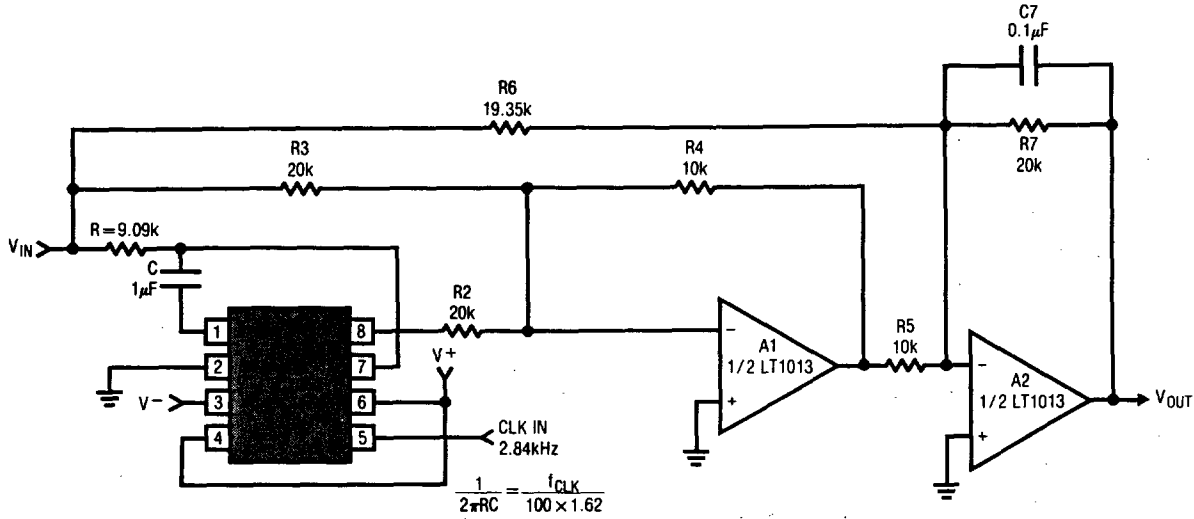 C7
0.1µF
R6
19.35k
R7
20k
R3
20k
R4
10k
VIN
R=9.09k
C
1µF
1
2
3
4
8
7
6
5
R2
20k
V+
V−
CLK IN
2.84kHz
−
A1
1/2 LT1013
+
R5
10k
−
A2
1/2 LT1013
+
VOUT
1/2πRC = fCLK/100 × 1.62